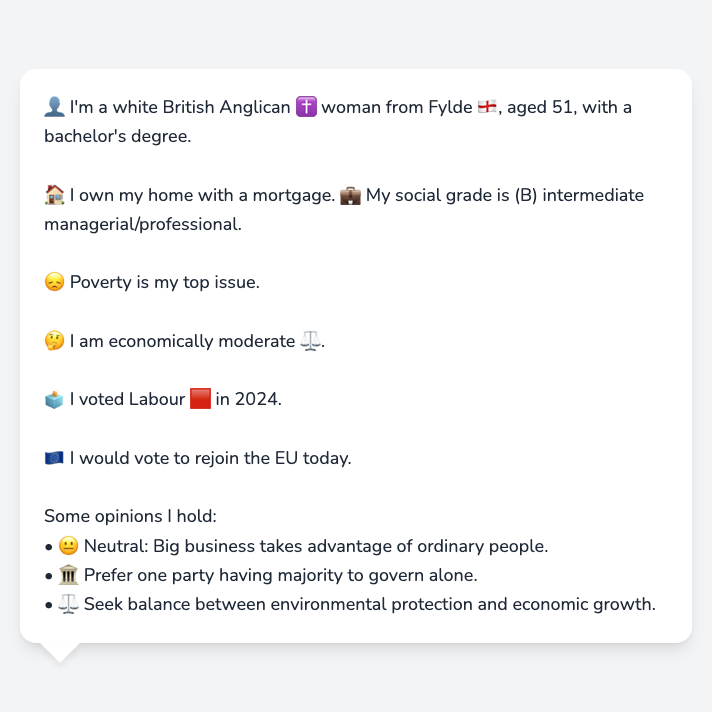 👤 I'm a white British Anglican ✝️ woman from Fylde 🏴󠁧󠁢󠁥󠁮󠁧󠁿, aged 51, with a
bachelor's degree.
🏠 I own my home with a mortgage. 💼 My social grade is (B) intermediate
managerial/professional.
😞 Poverty is my top issue.
🤔 I am economically moderate ⚖️.
🗳️ I voted Labour 🟥 in 2024.
🇪🇺 I would vote to rejoin the EU today.
Some opinions I hold:
• 😐 Neutral: Big business takes advantage of ordinary people.
• 🏛️ Prefer one party having majority to govern alone.
• ⚖️ Seek balance between environmental protection and economic growth.